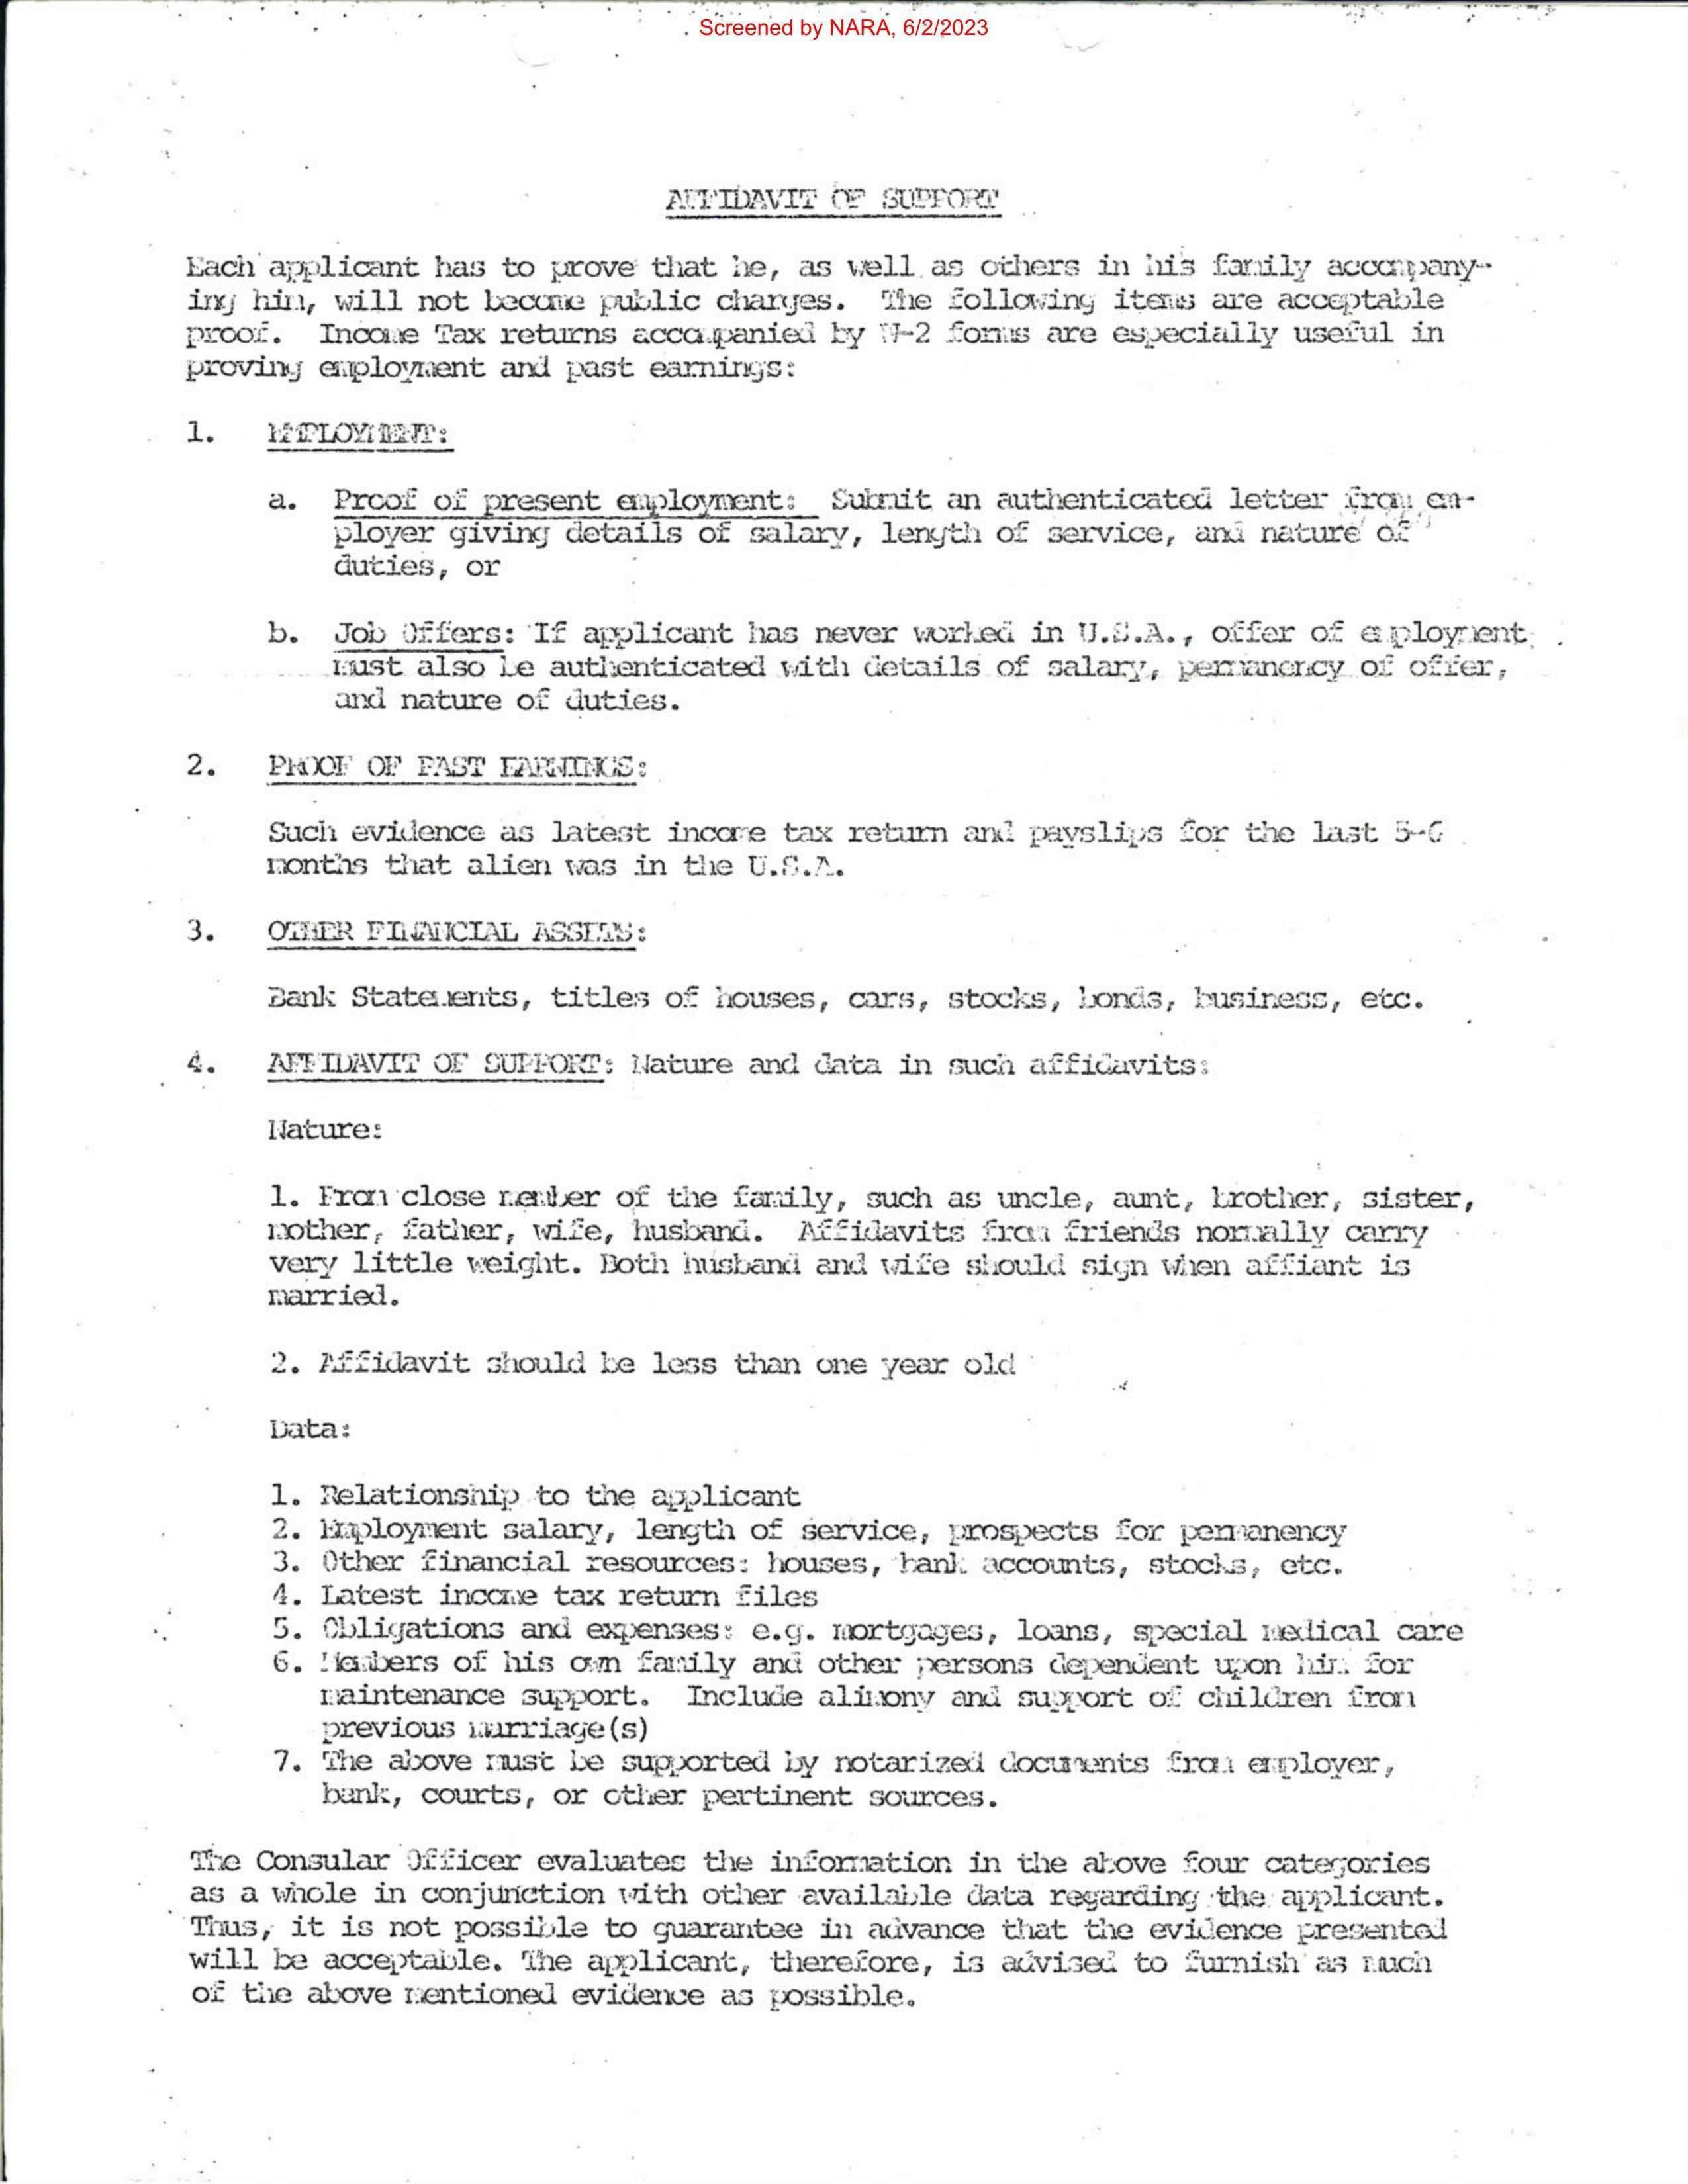 Screened by NARA, 6/2/2023
AFFIDAVIT OF SUPPORT
Each applicant has to prove that he, as well as others in his family accompany-
ing him, will not become public charges. The following items are acceptable
proof. Income Tax returns accompanied by W-2 forms are especially useful in
proving employment and past earnings:
1. EMPLOYMENT:
a. Proof of present employment: Submit an authenticated letter from em-
ployer giving details of salary, length of service, and nature of
duties, or
b. Job Offers: If applicant has never worked in U.S.A., offer of employment
must also be authenticated with details of salary, permanency of offer,
and nature of duties.
2. PROOF OF PAST EARNINGS:
Such evidence as latest income tax return and payslips for the last 5-6
months that alien was in the U.S.A.
3. OTHER FINANCIAL ASSETS:
Bank Statements, titles of houses, cars, stocks, bonds, business, etc.
4. AFFIDAVIT OF SUPPORT: Nature and data in such affidavits:
Nature:
1. From close member of the family, such as uncle, aunt, brother, sister,
mother, father, wife, husband. Affidavits from friends normally carry
very little weight. Both husband and wife should sign when affiant is
married.
2. Affidavit should be less than one year old
Data:
1. Relationship to the applicant
2. Employment salary, length of service, prospects for permanency
3. Other financial resources: houses, bank accounts, stocks, etc.
4. Latest income tax return files
5. Obligations and expenses: e.g. mortgages, loans, special medical care
6. Members of his own family and other persons dependent upon him for
maintenance support. Include alimony and support of children from
previous marriage(s)
7. The above must be supported by notarized documents from employer,
bank, courts, or other pertinent sources.
The Consular Officer evaluates the information in the above four categories
as a whole in conjunction with other available data regarding the applicant.
Thus, it is not possible to guarantee in advance that the evidence presented
will be acceptable. The applicant, therefore, is advised to furnish as much
of the above mentioned evidence as possible.